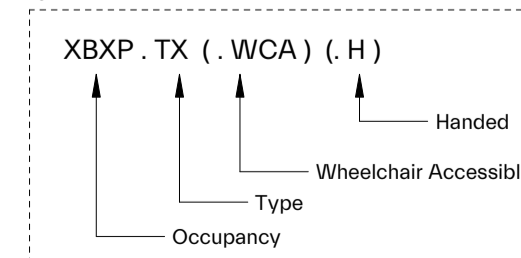 XBXP . TX ( . WCA ) (. H )
Handed
Wheelchair Accessibl
Type
Occupancy